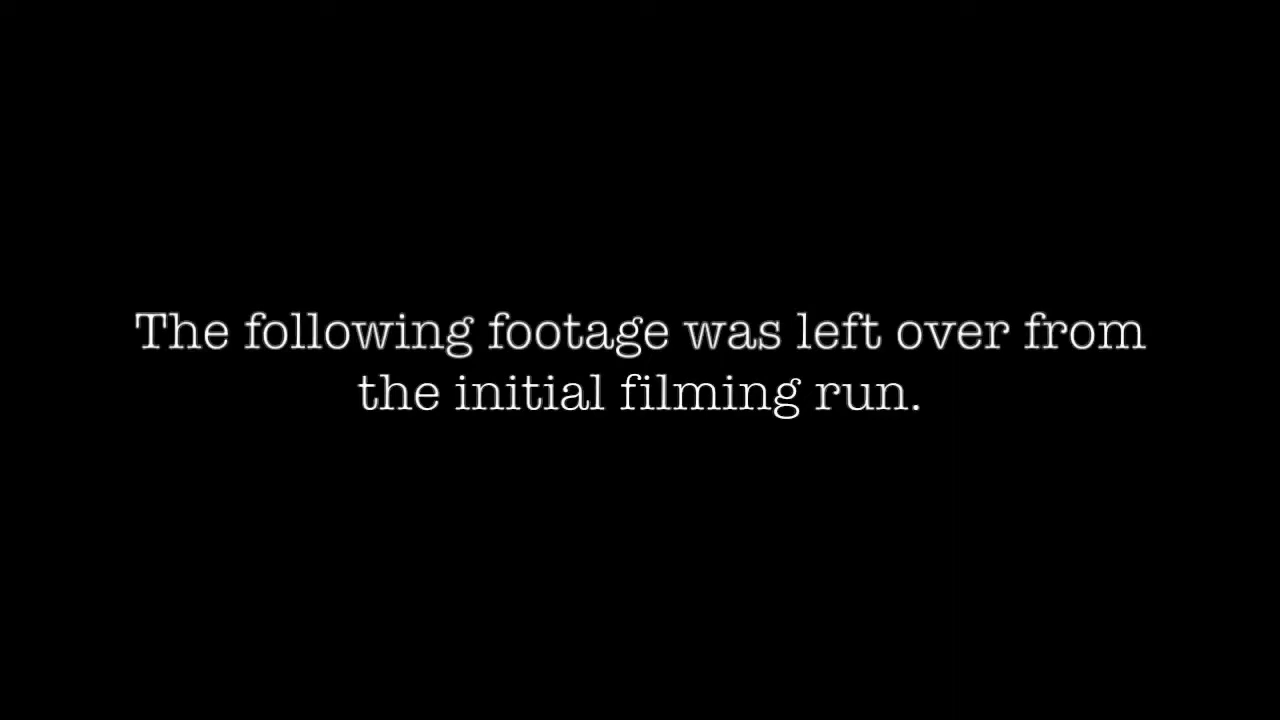 The following footage was left over from
the initial filming run.